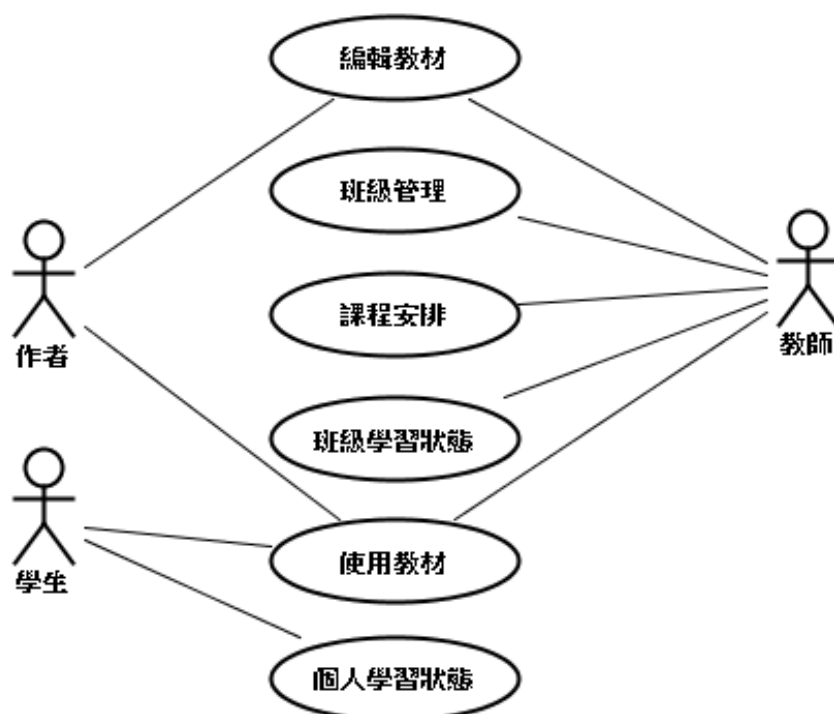 編輯教材
班級管理
課程安排
作者
教師
班級學習狀態
使用教材
學生
個人學習狀態